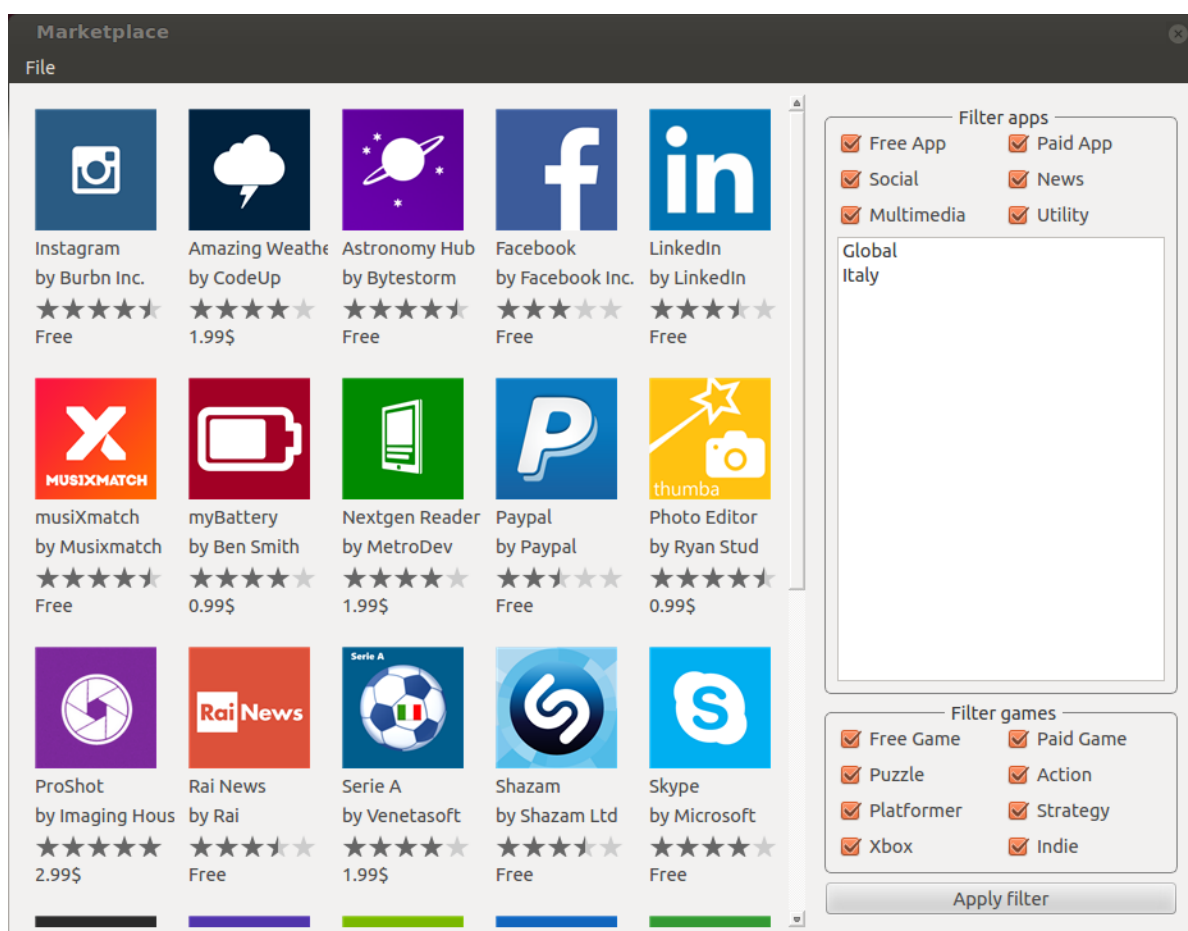 Marketplace
File
Instagram
by Burbn Inc.
Free
Amazing Weathe
by CodeUp
1.99$
Astronomy Hub
by Bytestorm
Free
f
Facebook
by Facebook Inc.
Free
in
LinkedIn
by LinkedIn
Free
MUSIXMATCH
musiXmatch
by Musixmatch
Free
myBattery
by Ben Smith
0.99$
Nextgen Reader
by MetroDev
1.99$
P
Paypal
by Paypal
Free
thumba
Photo Editor
by Ryan Stud
0.99$
ProShot
by Imaging Hous
2.99$
Rai News
Rai News
by Rai
Free
Serie A
Serie A
by Venetasoft
1.99$
Shazam
by Shazam Ltd
Free
S
Skype
by Microsoft
Free
Filter apps
Free App Paid App
Social News
Multimedia Utility
Global
Italy
Filter games
Free Game Paid Game
Puzzle Action
Platformer Strategy
Xbox Indie
Apply filter